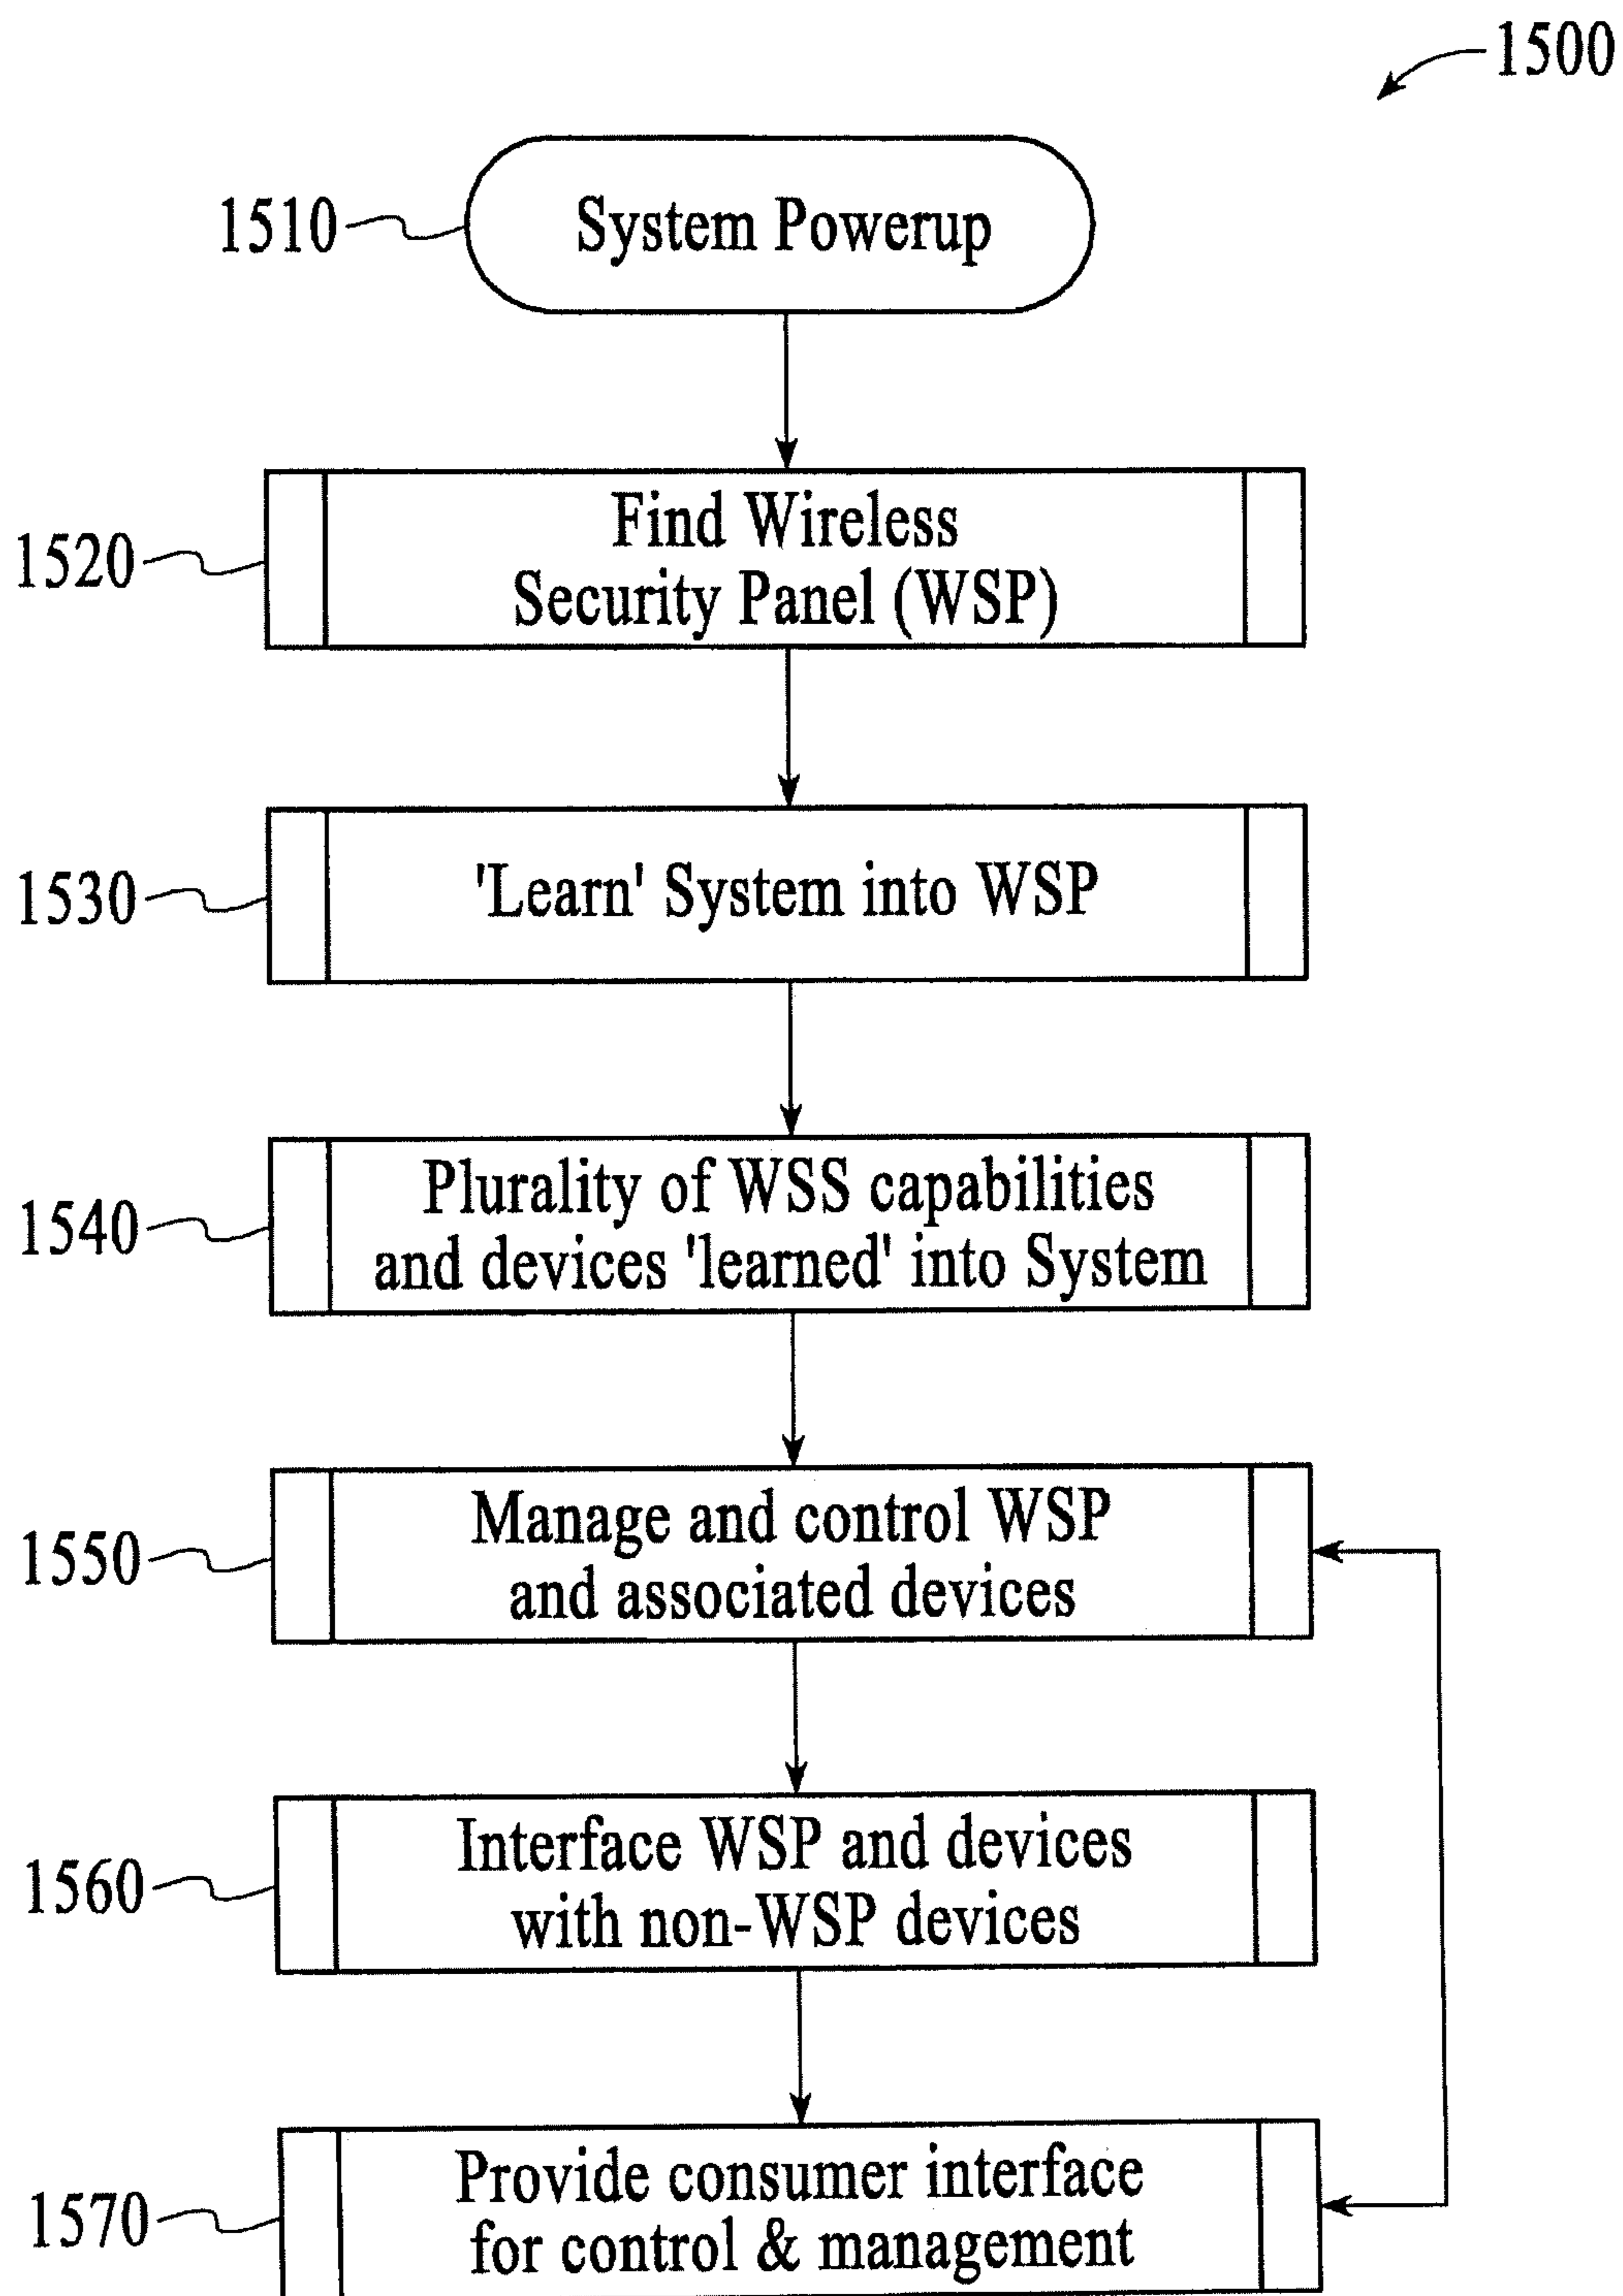 1500
1510
System Powerup
1520
Find Wireless
Security Panel (WSP)
1530
'Learn' System into WSP
1540
Plurality of WSS capabilities
and devices 'learned' into System
1550
Manage and control WSP
and associated devices
1560
Interface WSP and devices
with non-WSP devices
1570
Provide consumer interface
for control & management